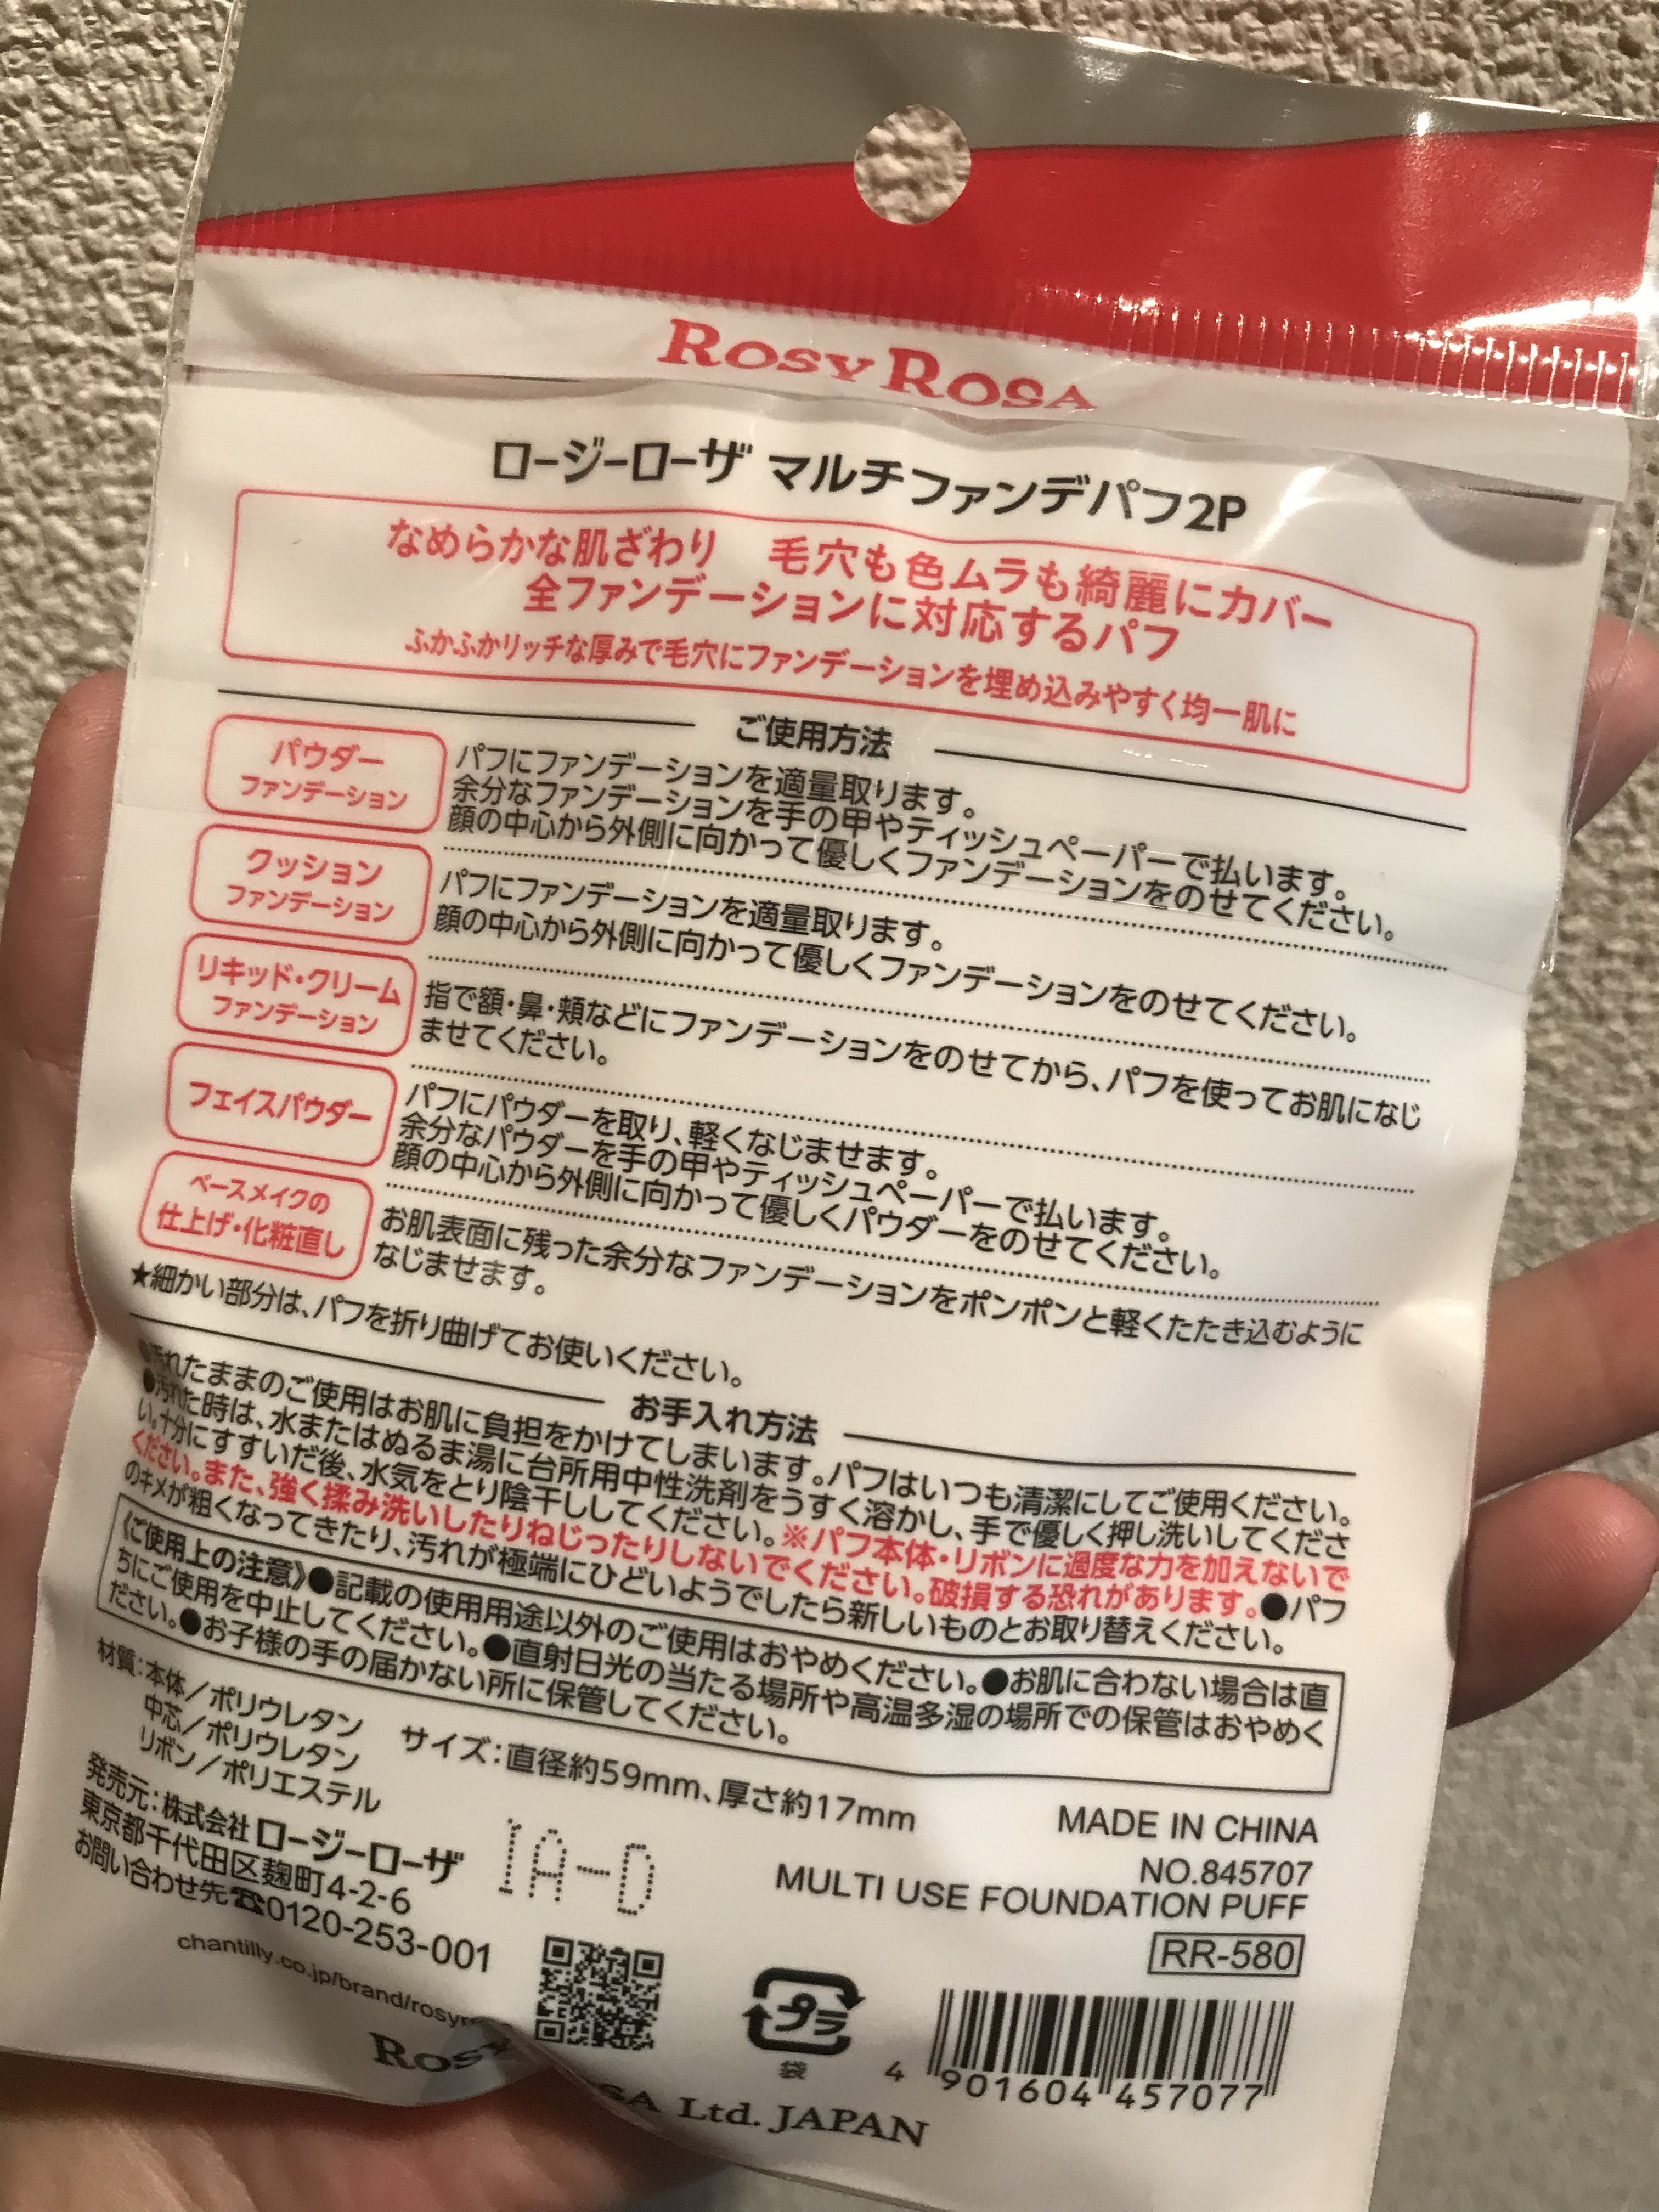 ROSY ROSA
ロージーローザ マルチファンデパフ2P
なめらかな肌ざわり 毛穴も色ムラも綺麗にカバー
全ファンデーションに対応するパフ
ふかふかリッチな厚みで毛穴にファンデーションを埋め込みやすく均一肌に
ご使用方法
パウダー
ファンデーション
パフにファンデーションを適量取ります。
余分なファンデーションを手の甲やティッシュペーパーで払います。
顔の中心から外側に向かって優しくファンデーションをのせてください。
クッション
ファンデーション
パフにファンデーションを適量取ります。
顔の中心から外側に向かって優しくファンデーションをのせてください。
リキッド・クリーム
ファンデーション
指で額・鼻・頬などにファンデーションをのせてから、パフを使ってお肌になじ
ませてください。
フェイスパウダー
パフにパウダーを取り、軽くなじませます。
余分なパウダーを手の甲やティッシュペーパーで払います。
顔の中心から外側に向かって優しくパウダーをのせてください。
ベースメイクの
仕上げ・化粧直し
お肌表面に残った余分なファンデーションをポンポンと軽くたたき込むように
なじませます。
★細かい部分は、パフを折り曲げてお使いください。
お手入れ方法
●汚れたままのご使用はお肌に負担をかけてしまいます。パフはいつも清潔にしてご使用ください。
●汚れた時は、水またはぬるま湯に台所用中性洗剤をうすく溶かし、手で優しく押し洗いしてくださ
い。十分にすすいだ後、水気をとり陰干ししてください。※パフ本体・リボンに過度な力を加えないで
ください。また、強く揉み洗いしたりねじったりしないでください。破損する恐れがあります。●パフ
のキメが粗くなってきたり、汚れが極端にひどいようでしたら新しいものとお取り替えください。
《ご使用上の注意》●記載の使用用途以外のご使用はおやめください。●お肌に合わない場合は直
ちにご使用を中止してください。●直射日光の当たる場所や高温多湿の場所での保管はおやめく
ださい。●お子様の手の届かない所に保管してください。
材質:本体/ポリウレタン
中芯/ポリウレタン
リボン/ポリエステル
サイズ:直径約59mm、厚さ約17mm
発売元:株式会社 ロージーローザ
東京都千代田区麹町4-2-6
お問い合わせ先☎0120-253-001
chantilly.co.jp/brand/rosyr
IA-D
MADE IN CHINA
NO.845707
MULTI USE FOUNDATION PUFF
RR-580
プラ
袋
4 901604 457077
ROSY ROSA Ltd. JAPAN